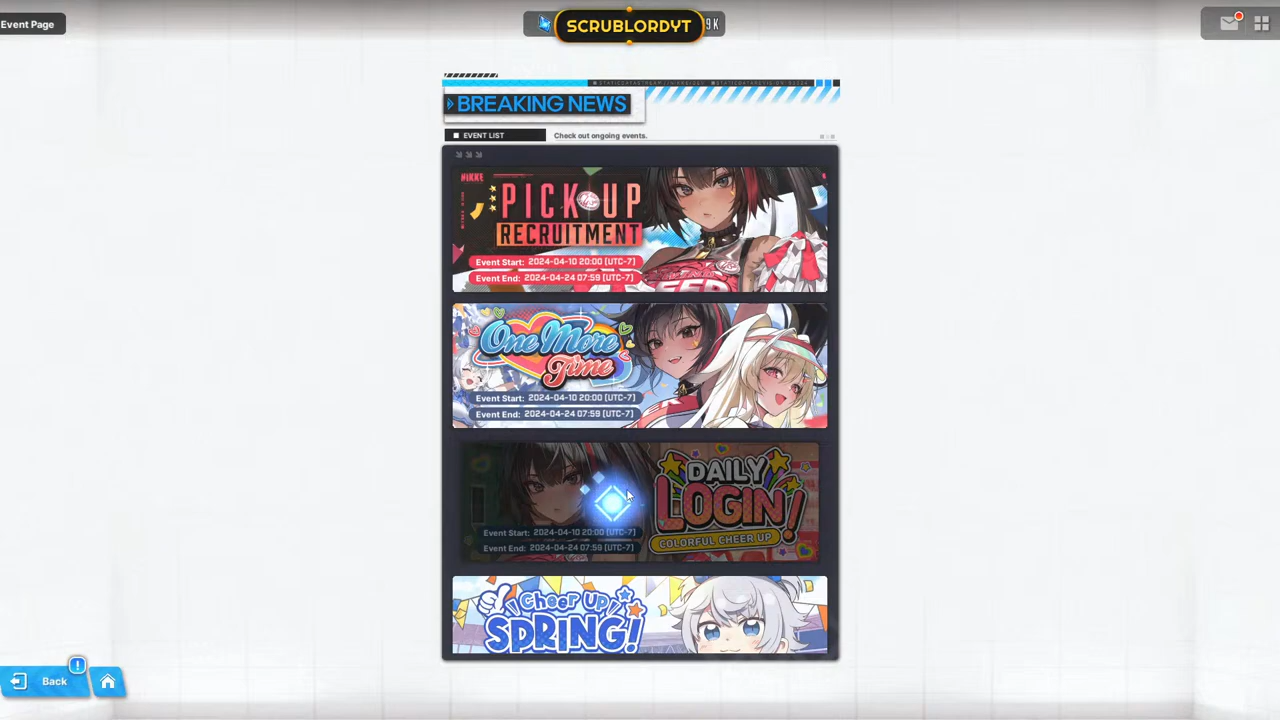 Event Page
SCRUBLORDYT
9K
BREAKING NEWS
EVENT LIST
Check out ongoing events.
NIKKE
PICK UP
RECRUITMENT
Event Start: 2024-04-10 20:00 (UTC-7)
Event End: 2024-04-24 07:59 (UTC-7)
One More
Time
Event Start: 2024-04-10 20:00 (UTC-7)
Event End: 2024-04-24 07:59 (UTC-7)
DAILY
LOGIN!
COLORFUL CHEER UP
Event Start: 2024-04-10 20:00 (UTC-7)
Event End: 2024-04-24 07:59 (UTC-7)
Cheer Up
SPRING!
Back